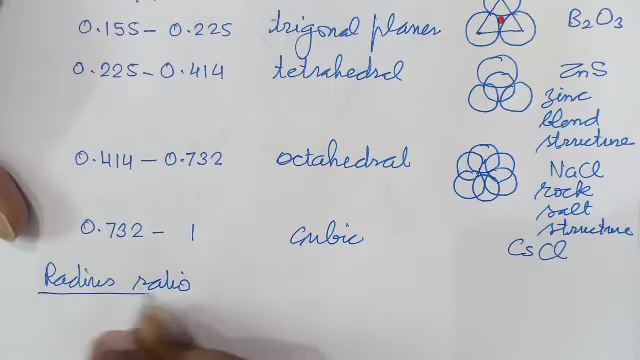 0.155 - 0.225 trigonal planer B2O3
0.225 - 0.414 tetrahedral ZnS
zinc
blend
structure
0.414 - 0.732 octahedral NaCl
rock
salt
structure
0.732 - 1 cubic CsCl
Radius ratio